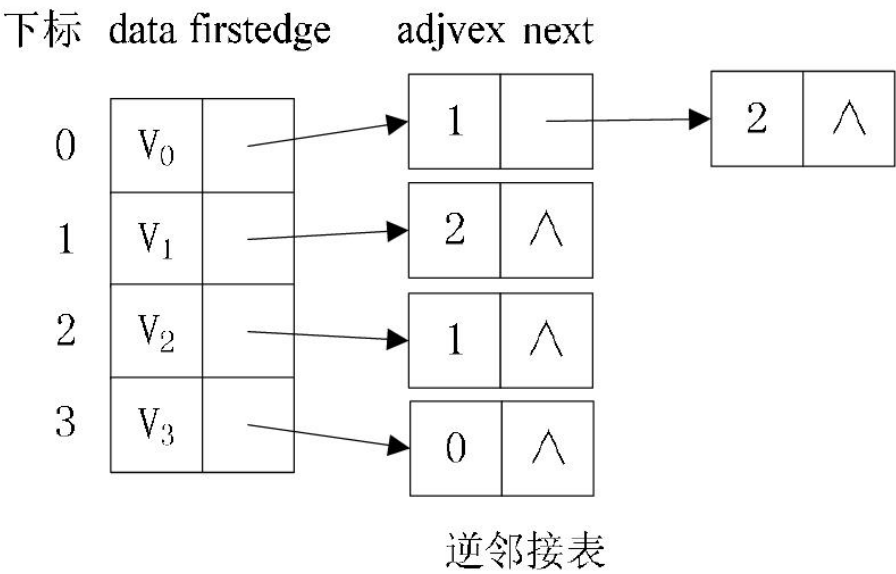 下标 data firstedge adjvex next
0 V₀ 1 2 ∧
1 V₁ 2 ∧
2 V₂ 1 ∧
3 V₃ 0 ∧
逆邻接表